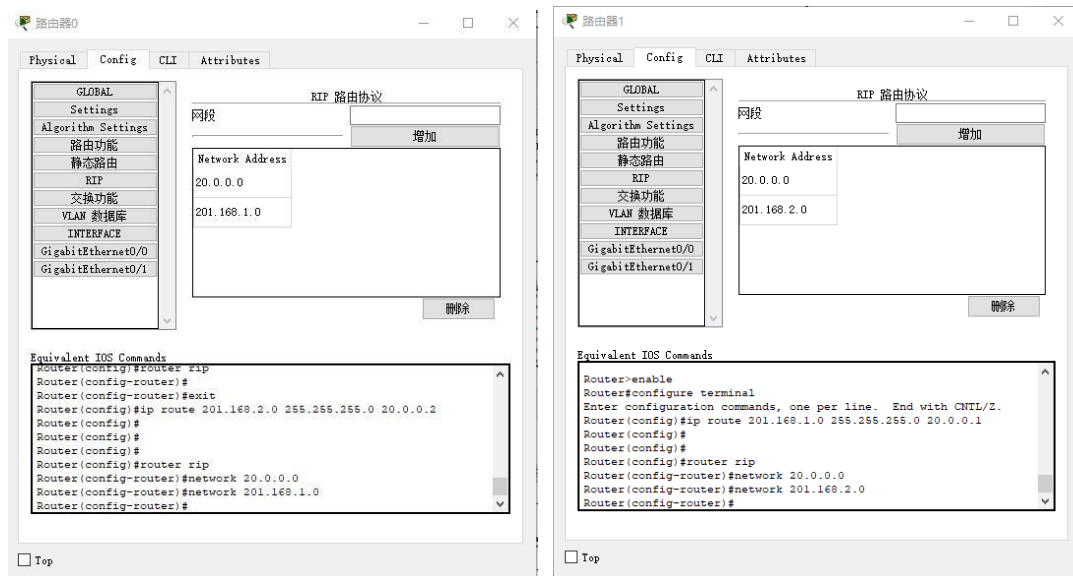 路由器0
Physical Config CLI Attributes
GLOBAL
Settings
Algorithm Settings
路由功能
静态路由
RIP
交换功能
VLAN 数据库
INTERFACE
GigabitEthernet0/0
GigabitEthernet0/1
RIP 路由协议
网段
增加
Network Address
20.0.0.0
201.168.1.0
删除
Equivalent IOS Commands
Router(config)#router rip
Router(config-router)#
Router(config-router)#exit
Router(config)#ip route 201.168.2.0 255.255.255.0 20.0.0.2
Router(config)#
Router(config)#
Router(config)#
Router(config)#router rip
Router(config-router)#network 20.0.0.0
Router(config-router)#network 201.168.1.0
Router(config-router)#
Top
路由器1
Physical Config CLI Attributes
GLOBAL
Settings
Algorithm Settings
路由功能
静态路由
RIP
交换功能
VLAN 数据库
INTERFACE
GigabitEthernet0/0
GigabitEthernet0/1
RIP 路由协议
网段
增加
Network Address
20.0.0.0
201.168.2.0
删除
Equivalent IOS Commands
Router>enable
Router#configure terminal
Enter configuration commands, one per line. End with CNTL/Z.
Router(config)#ip route 201.168.1.0 255.255.255.0 20.0.0.1
Router(config)#
Router(config)#
Router(config)#router rip
Router(config-router)#network 20.0.0.0
Router(config-router)#network 201.168.2.0
Router(config-router)#
Top